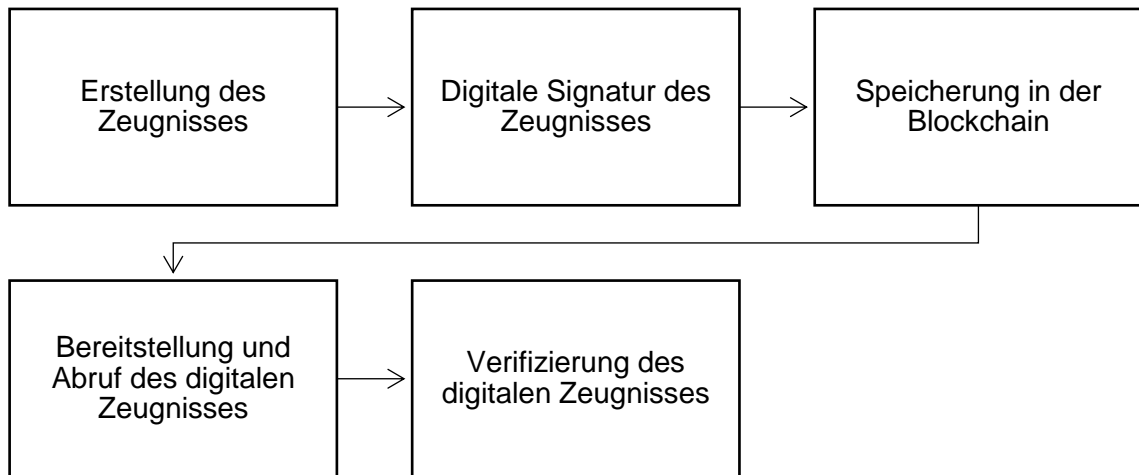 Erstellung des
Zeugnisses
Digitale Signatur des
Zeugnisses
Speicherung in der
Blockchain
Bereitstellung und
Abruf des digitalen
Zeugnisses
Verifizierung des
digitalen Zeugnisses